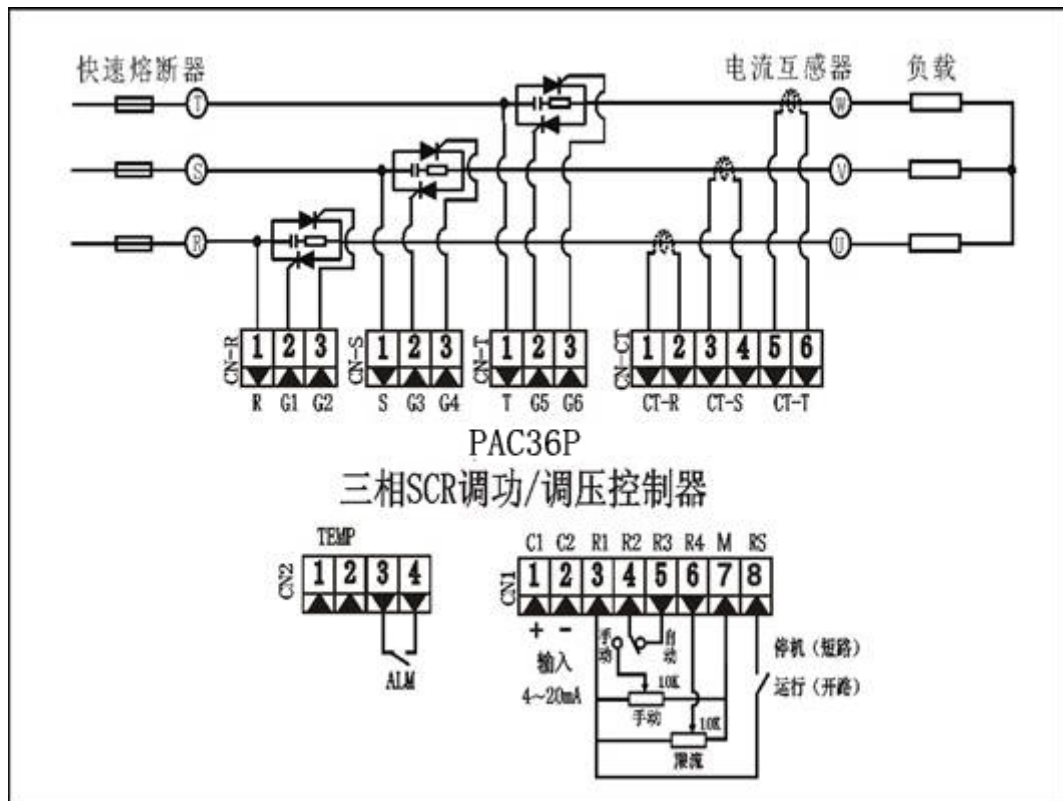 快速熔断器 电流互感器 负载
T W
S V
R U
CN-R 1 2 3 CN-S 1 2 3 CN-T 1 2 3 CN-CT 1 2 3 4 5 6
R G1 G2 S G3 G4 T G5 G6 CT-R CT-S CT-T
PAC36P
三相SCR调功/调压控制器
TEMP
CN2 1 2 3 4
ALM
C1 C2 R1 R2 R3 R4 M RS
CN1 1 2 3 4 5 6 7 8
+ - 手动 自动 停机(短路)
输入 运行(开路)
4~20mA 10K
手动 10K
限流